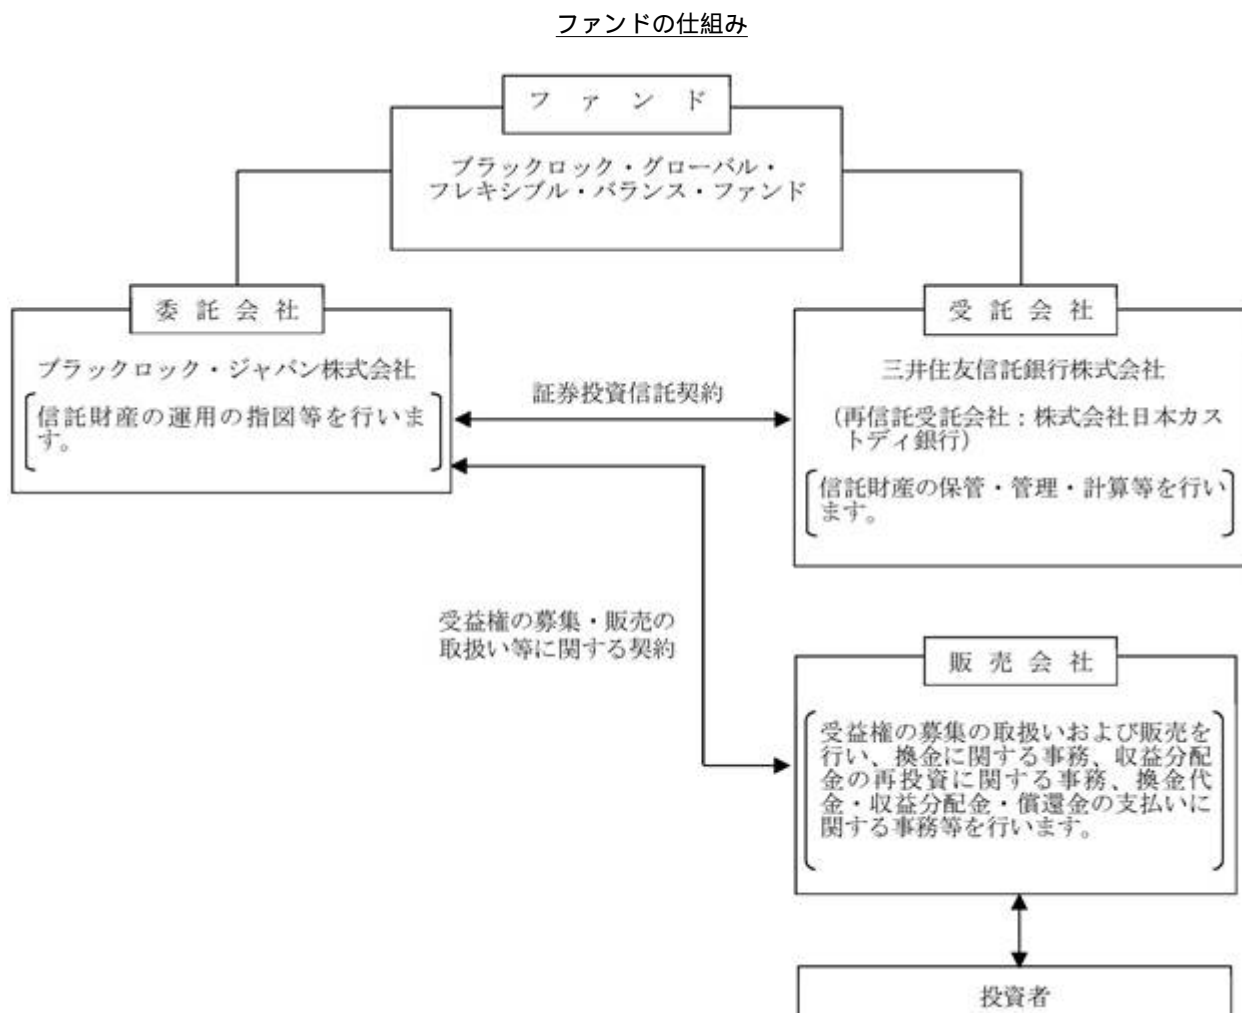 ファンドの仕組み
ファンド
ブラックロック・グローバル・
フレキシブル・バランス・ファンド
委託会社
ブラックロック・ジャパン株式会社
信託財産の運用の指図等を行いま
す。
証券投資信託契約
受託会社
三井住友信託銀行株式会社
(再信託受託会社:株式会社日本カス
トディ銀行)
信託財産の保管・管理・計算等を行い
ます。
受益権の募集・販売の
取扱い等に関する契約
販売会社
受益権の募集の取扱いおよび販売を
行い、換金に関する事務、収益分配
金の再投資に関する事務、換金代
金・収益分配金・償還金の支払いに
関する事務等を行います。
投資者